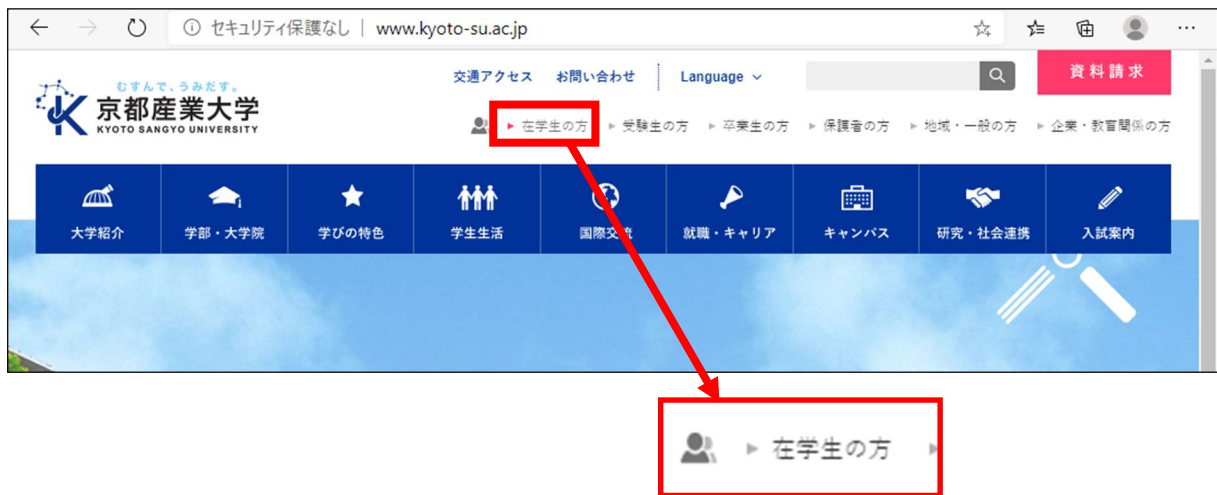 セキュリティ保護なし | www.kyoto-su.ac.jp
交通アクセス お問い合わせ Language 資料請求
むすんで、うみだす。
京都産業大学
KYOTO SANGYO UNIVERSITY
在学生の方 受験生の方 卒業生の方 保護者の方 地域・一般の方 企業・教育関係の方
大学紹介 学部・大学院 学びの特色 学生生活 国際交流 就職・キャリア キャンパス 研究・社会連携 入試案内
在学生の方